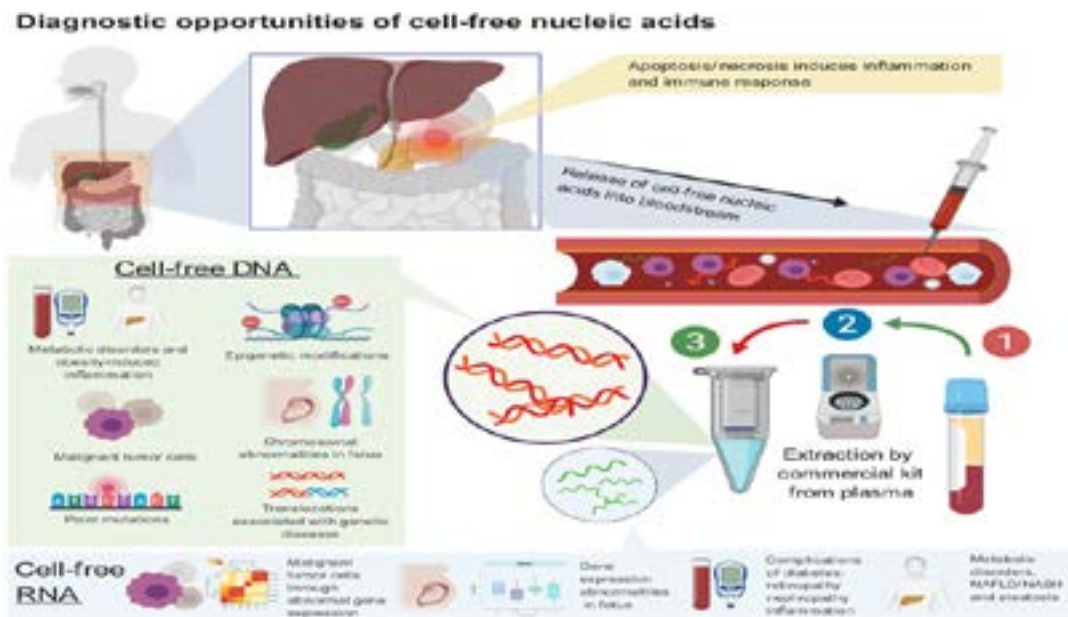 Diagnostic opportunities of cell-free nucleic acids
Apoptosis/necrosis induces inflammation
and immune response
Release of cell-free nucleic
acids into bloodstream
Cell-free DNA
Metabolic disorders and
obesity-induced
inflammation
Epigenetic modifications
Malignant tumor cells
Chromosomal
abnormalities in fetus
Point mutations
Translocations
associated with genetic
disease
3
2
1
Extraction by
commercial kit
from plasma
Cell-free
RNA
Malignant
tumor cells
through
abnormal gene
expression
Gene
expression
abnormalities
in fetus
Complications
of diabetes:
retinopathy
nephropathy
inflammation
Metabolic
disorders,
NAFLD/NASH
and steatosis